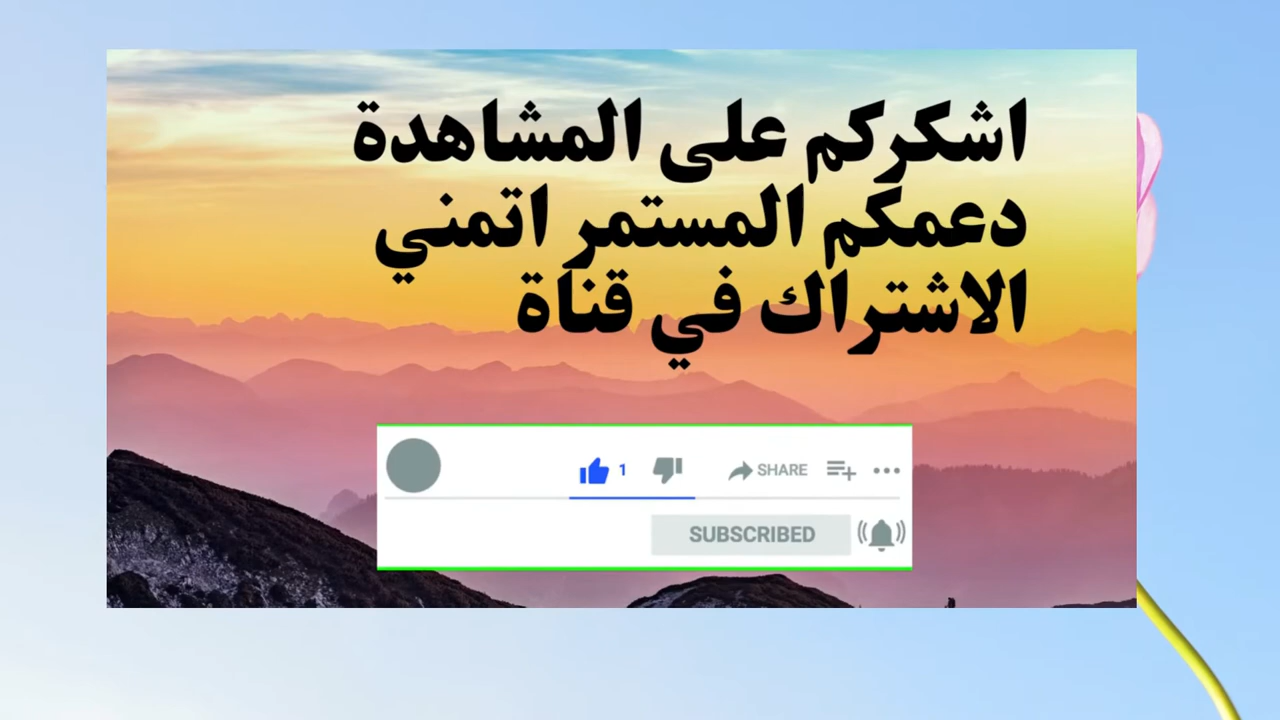 اشكركم على المشاهدة
دعمكم المستمر اتمني
الاشتراك في قناة
1
SHARE
SUBSCRIBED